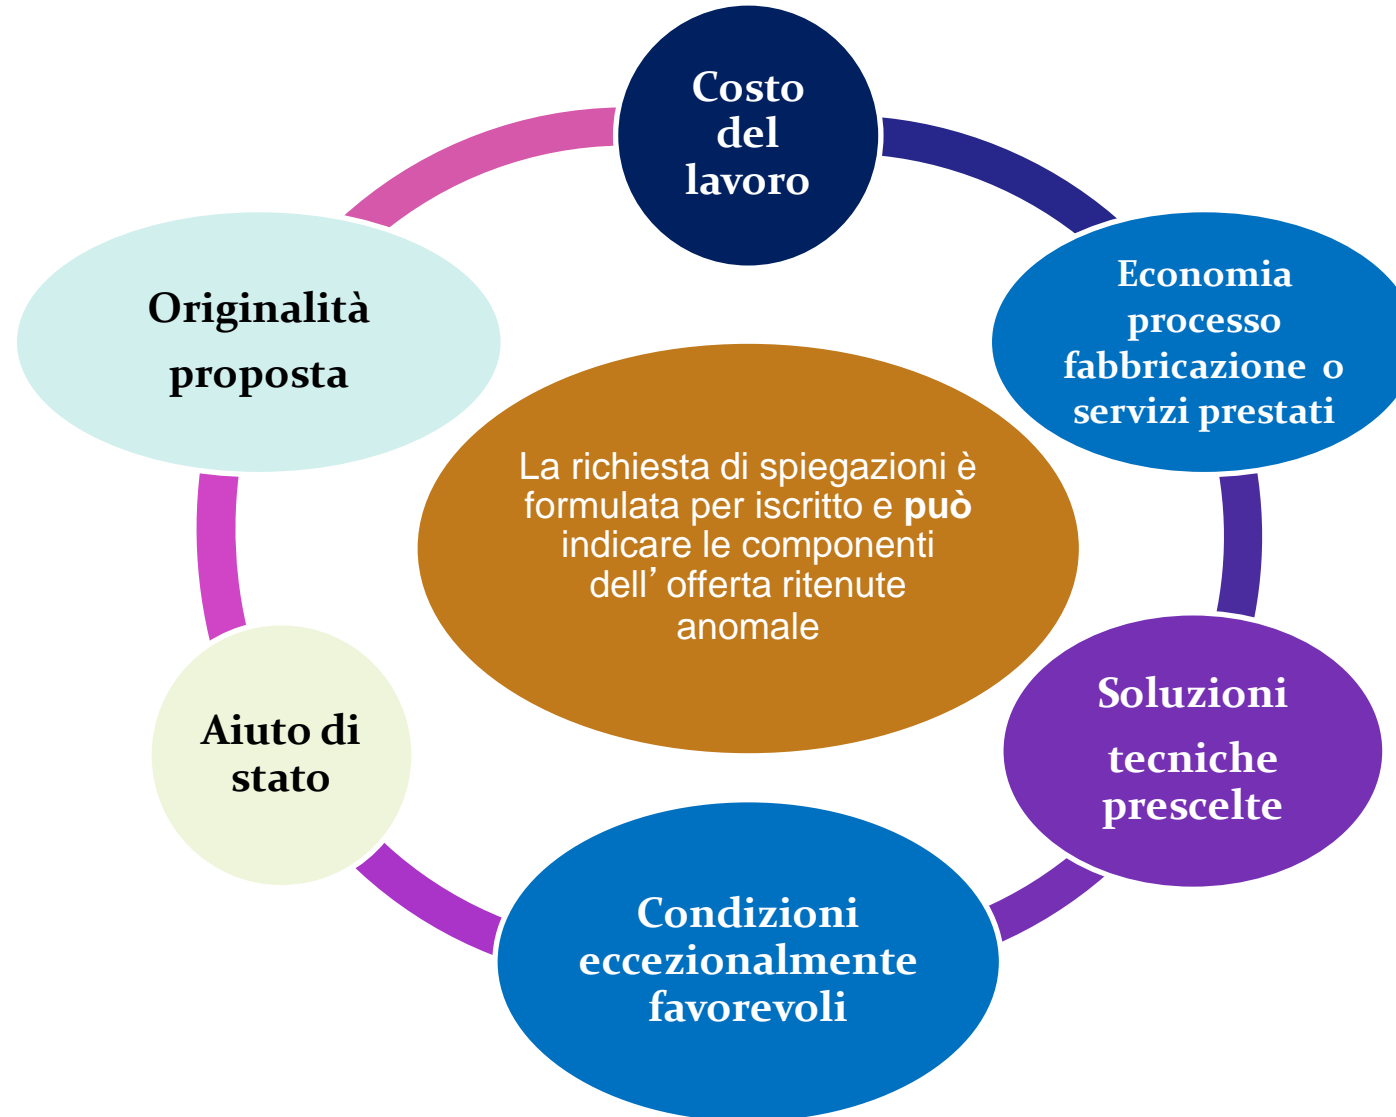 Costo
del
lavoro
Economia
processo
fabbricazione o
servizi prestati
Soluzioni
tecniche
prescelte
Condizioni
eccezionalmente
favorevoli
Aiuto di
stato
Originalità
proposta
La richiesta di spiegazioni è
formulata per iscritto e può
indicare le componenti
dell’ offerta ritenute
anomale